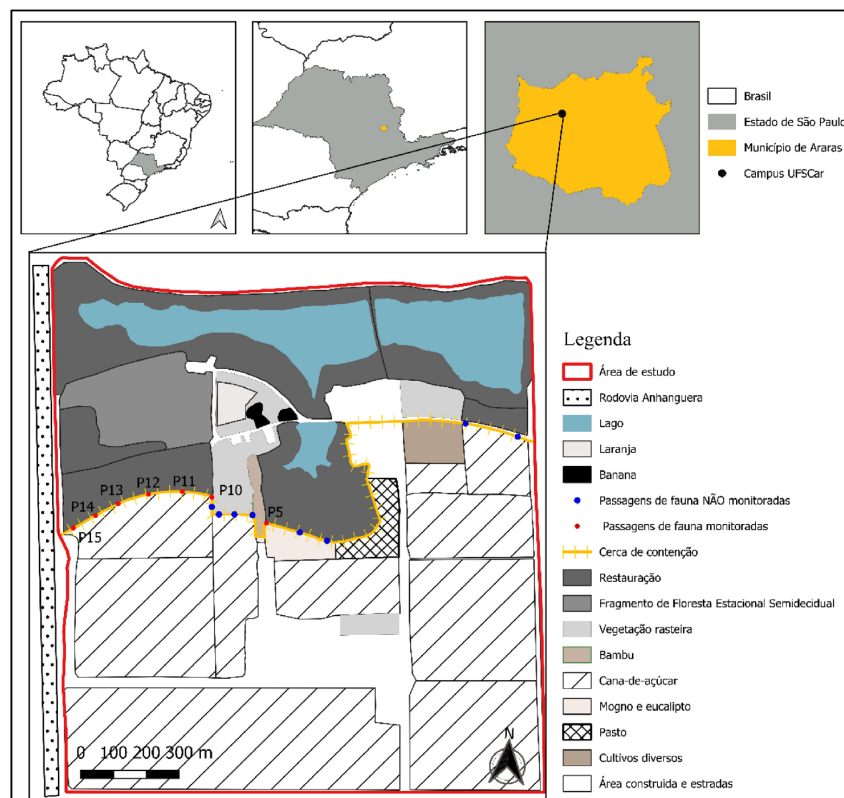 Brasil
Estado de São Paulo
Município de Araras
Campus UFSCar
Legenda
Área de estudo
Rodovia Anhanguera
Lago
Laranja
Banana
Passagens de fauna NÃO monitoradas
Passagens de fauna monitoradas
Cerca de contenção
Restauração
Fragmento de Floresta Estacional Semidecidual
Vegetação rasteira
Bambu
Cana-de-açúcar
Mogno e eucalipto
Pasto
Cultivos diversos
Área construída e estradas
P15
P14
P13
P12
P11
P10
P5
0 100 200 300 m
N